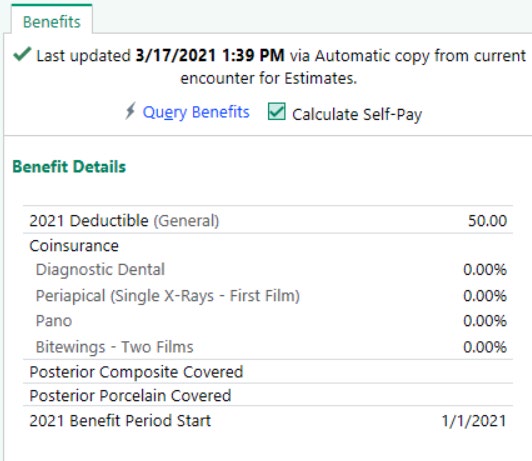 Benefits
Last updated 3/17/2021 1:39 PM via Automatic copy from current
encounter for Estimates.
Query Benefits Calculate Self-Pay
Benefit Details
2021 Deductible (General) 50.00
Coinsurance
Diagnostic Dental 0.00%
Periapical (Single X-Rays - First Film) 0.00%
Pano 0.00%
Bitewings - Two Films 0.00%
Posterior Composite Covered
Posterior Porcelain Covered
2021 Benefit Period Start 1/1/2021